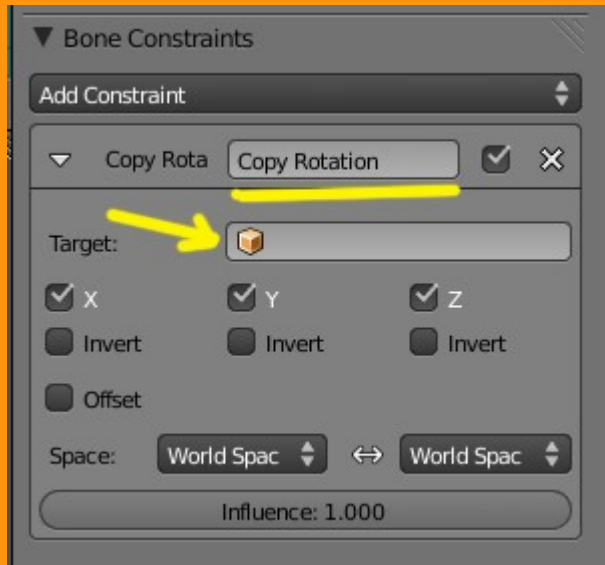 Bone Constraints
Add Constraint
Copy Rota Copy Rotation
Target:
X Y Z
Invert Invert Invert
Offset
Space: World Spac World Spac
Influence: 1.000